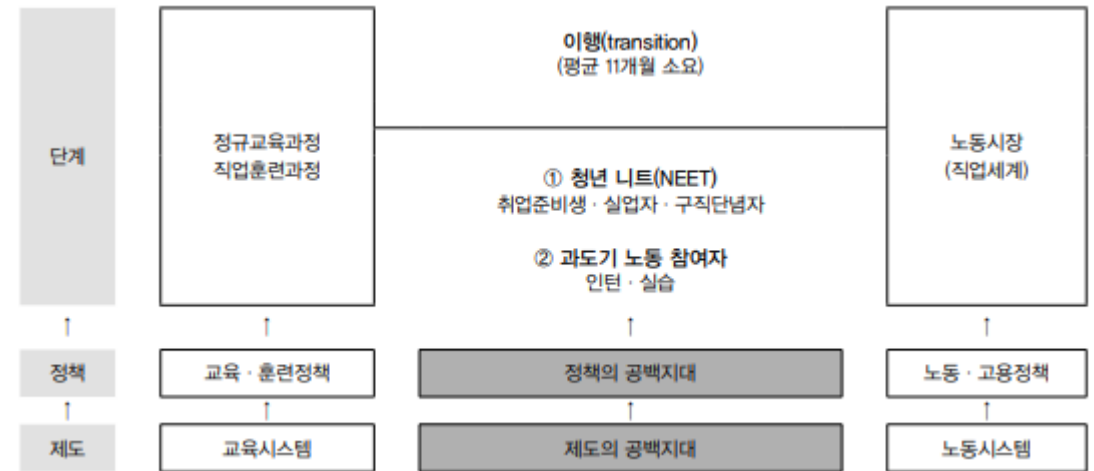 이행(transition)
(평균 11개월 소요)
단계
정규교육과정
직업훈련과정
노동시장
(직업세계)
① 청년 니트(NEET)
취업준비생 · 실업자 · 구직단념자
② 과도기 노동 참여자
인턴 · 실습
↑ ↑ ↑ ↑
정책 교육 · 훈련정책 정책의 공백지대 노동 · 고용정책
↑ ↑ ↑ ↑
제도 교육시스템 제도의 공백지대 노동시스템